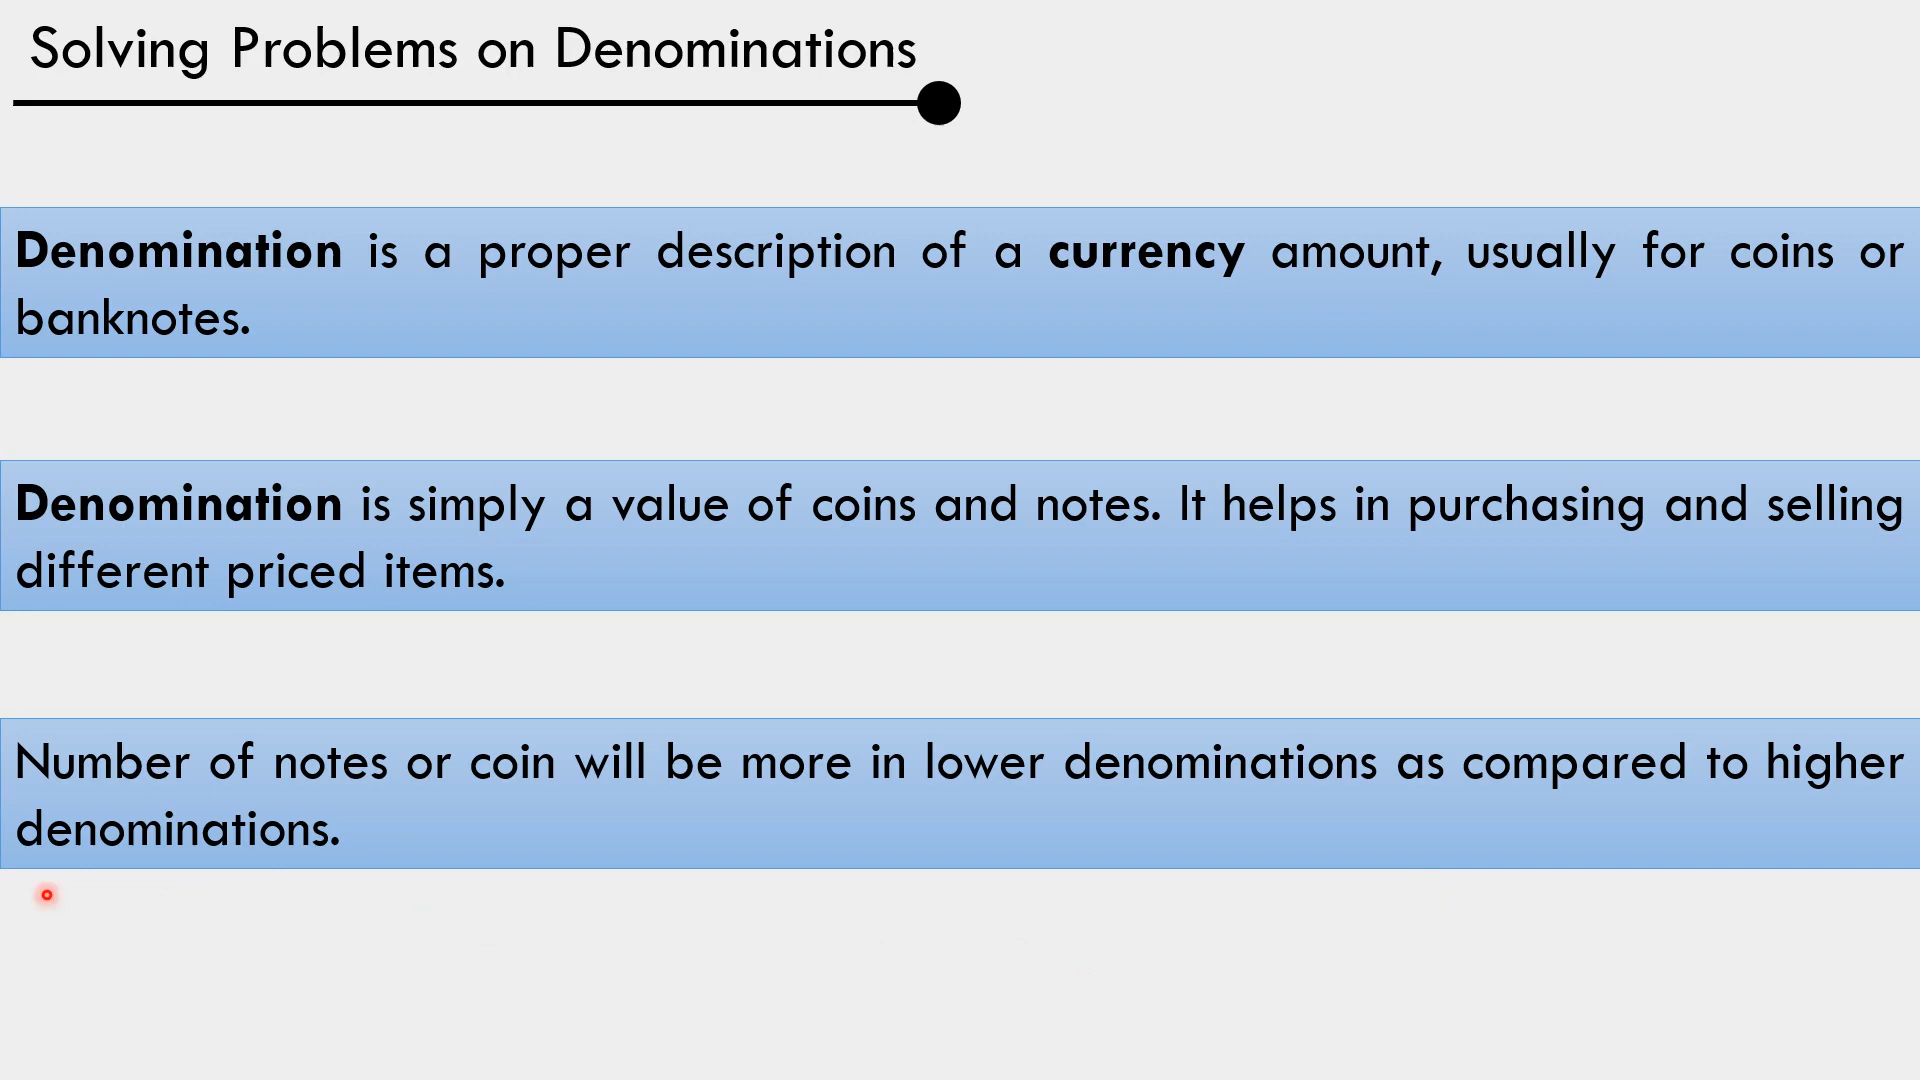 Solving Problems on Denominations
Denomination is a proper description of a currency amount, usually for coins or
banknotes.
Denomination is simply a value of coins and notes. It helps in purchasing and selling
different priced items.
Number of notes or coin will be more in lower denominations as compared to higher
denominations.